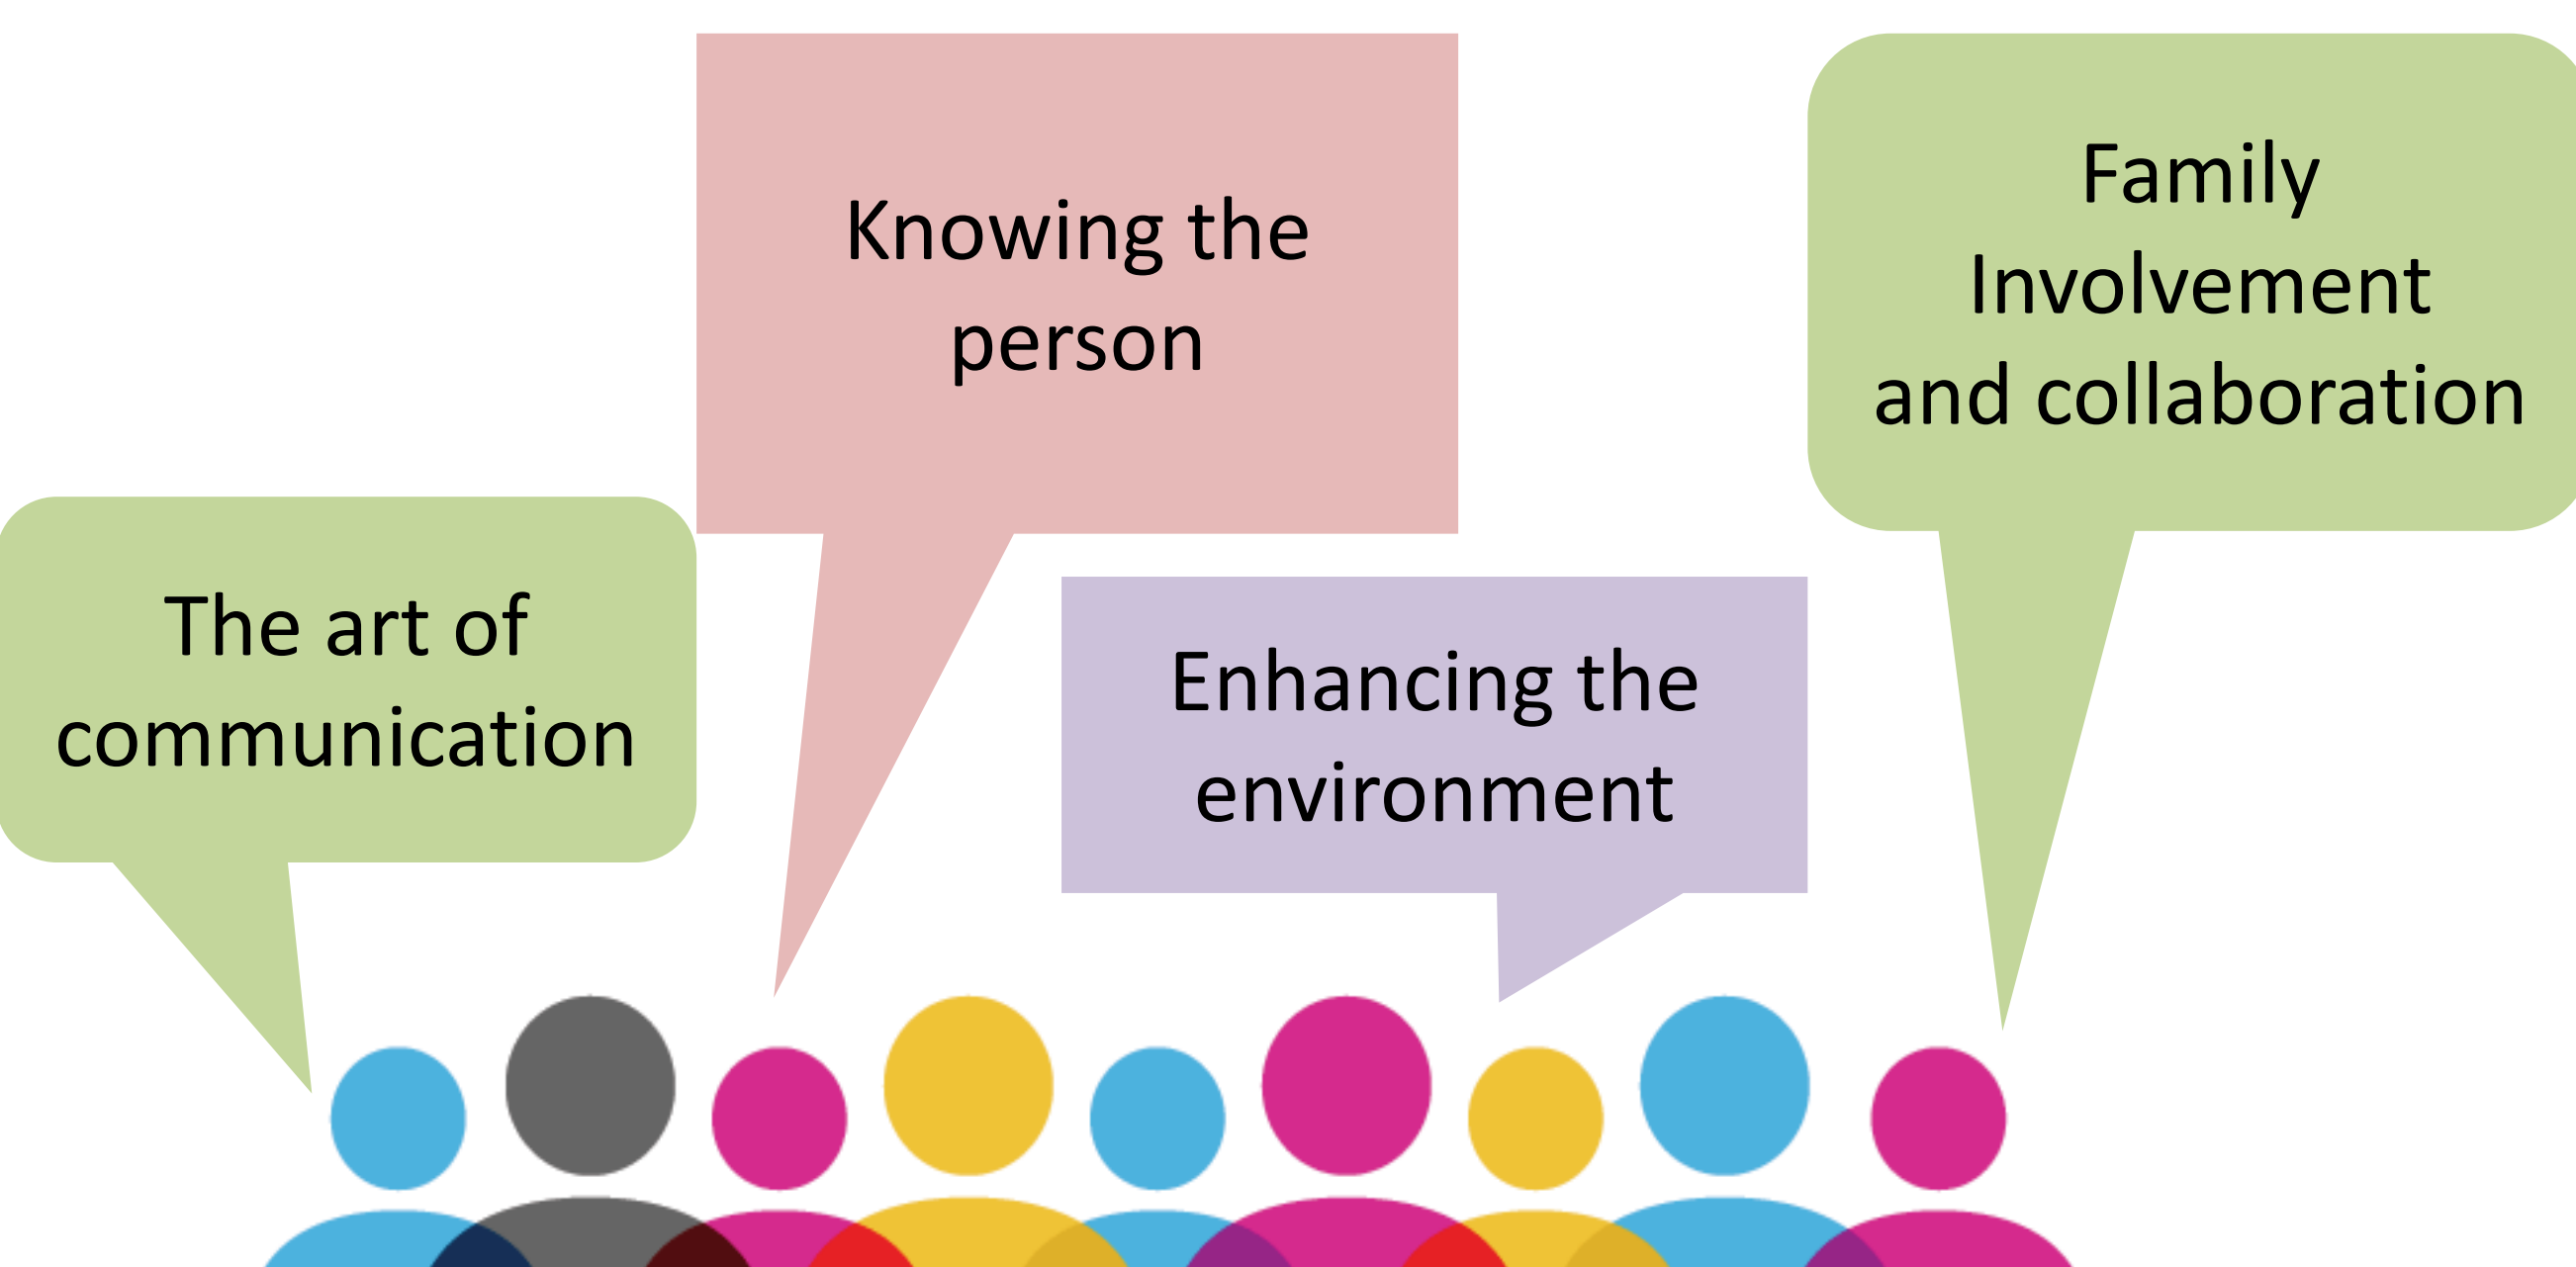 Knowing the
person
Family
Involvement
and collaboration
The art of
communication
Enhancing the
environment